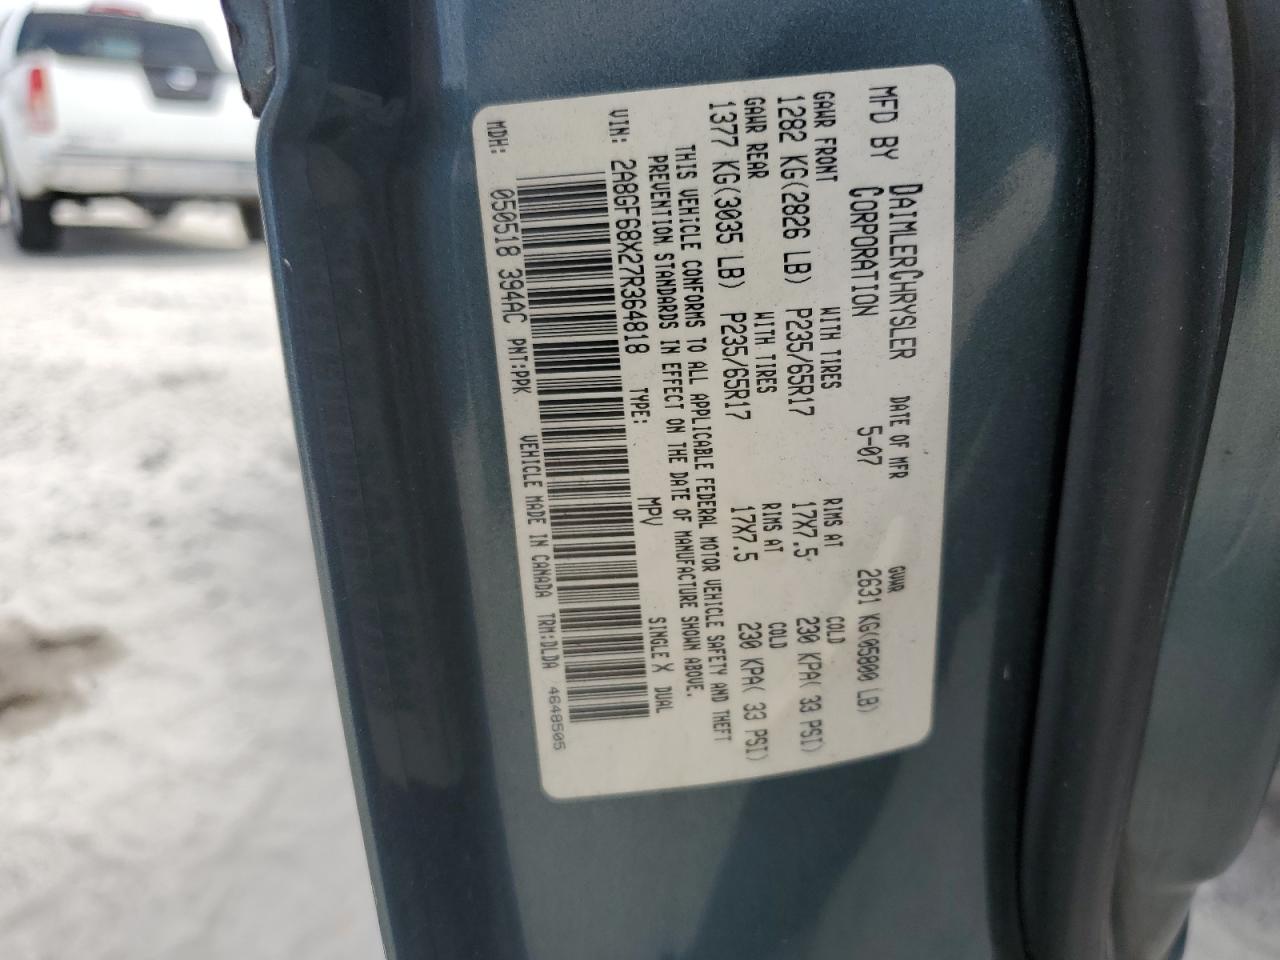 MFD BY DAIMLERCHRYSLER CORPORATION DATE OF MFR 5-07 GVWR 2631 KG(05800 LB)
GAWR FRONT WITH TIRES RIMS AT COLD
1282 KG(2826 LB) P235/65R17 17X7.5 230 KPA( 33 PSI)
GAWR REAR WITH TIRES RIMS AT COLD
1377 KG(3035 LB) P235/65R17 17X7.5 230 KPA( 33 PSI)
THIS VEHICLE CONFORMS TO ALL APPLICABLE FEDERAL MOTOR VEHICLE SAFETY AND THEFT
PREVENTION STANDARDS IN EFFECT ON THE DATE OF MANUFACTURE SHOWN ABOVE.
VIN: 2A8GF68X27R364818 TYPE: MPV SINGLE X DUAL
MDH: 050518 394AC PNT:PPK VEHICLE MADE IN CANADA TRM:DLDA 4648505